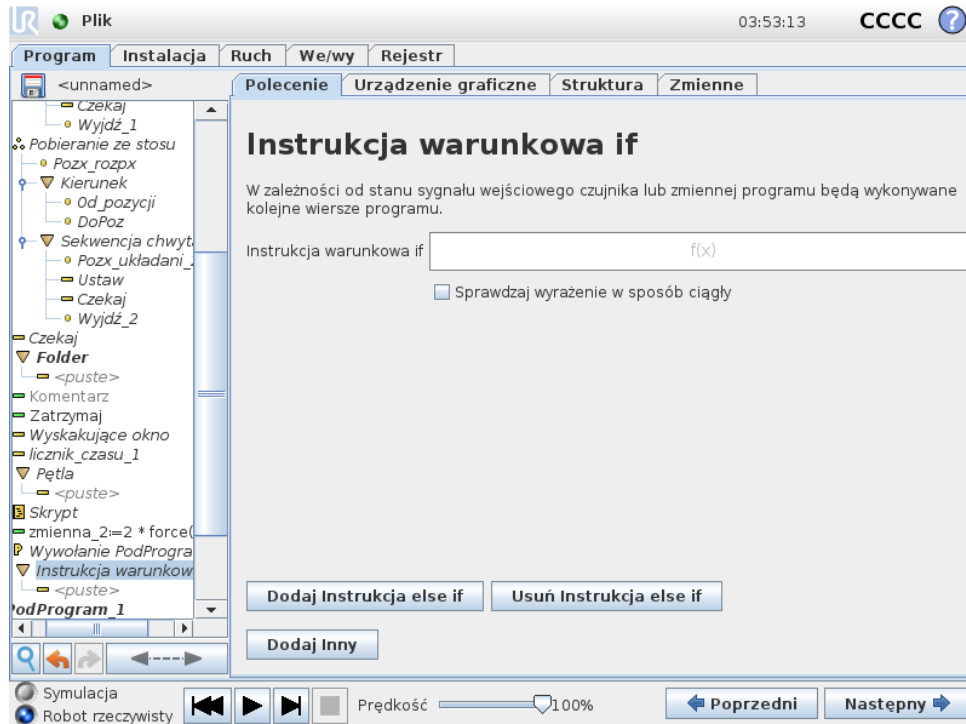 UR Plik 03:53:13 CCCC ?
Program Instalacja Ruch We/wy Rejestr
<unnamed>
Polecenie Urządzenie graficzne Struktura Zmienne
Czekaj
Wyjdź_1
Pobieranie ze stosu
Pozx_rozpx
Kierunek
Od_pozycji
DoPoz
Sekwencja chwyt
Pozx_układani_
Ustaw
Czekaj
Wyjdź_2
Czekaj
Folder
<puste>
Komentarz
Zatrzymaj
Wyskakujące okno
licznik_czasu_1
Pętla
<puste>
Skrypt
zmienna_2:=2 * force(
P Wywołanie PodProgra
Instrukcja warunkow
<puste>
PodProgram_1
Instrukcja warunkowa if
W zależności od stanu sygnału wejściowego czujnika lub zmiennej programu będą wykonywane
kolejne wiersze programu.
Instrukcja warunkowa if f(x)
Sprawdzaj wyrażenie w sposób ciągły
Dodaj Instrukcja else if Usuń Instrukcja else if
Dodaj Inny
Symulacja
Robot rzeczywisty
Prędkość 100%
Poprzedni Następny